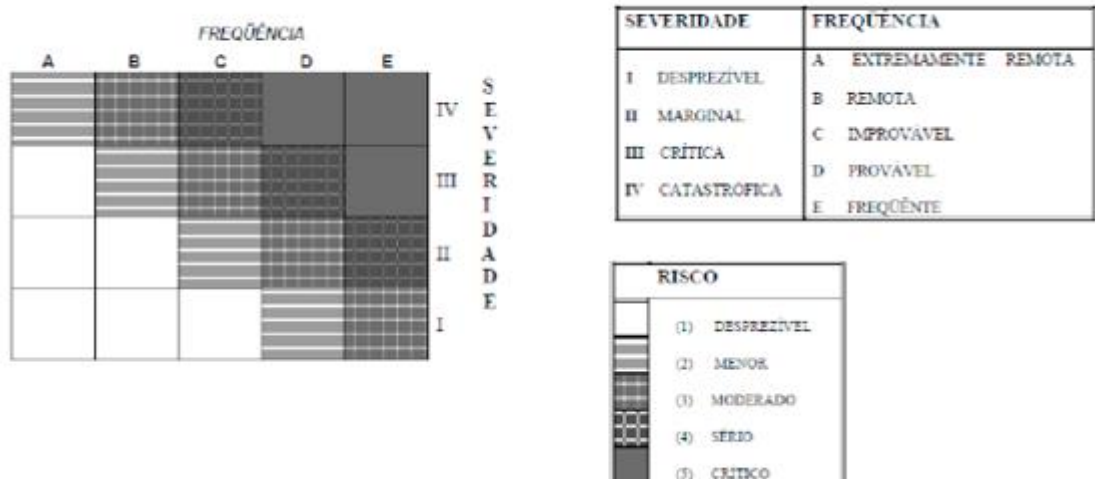 FREQÜÊNCIA
A B C D E
IV
III
II
I
SEVERIDADE
SEVERIDADE FREQÜÊNCIA
I DESPREZÍVEL
II MARGINAL
III CRÍTICA
IV CATASTRÓFICA
A EXTREMAMENTE REMOTA
B REMOTA
C IMPROVÁVEL
D PROVÁVEL
E FREQÜÊNTE
RISCO
(1) DESPREZÍVEL
(2) MENOR
(3) MODERADO
(4) SÉRIO
(5) CRÍTICO